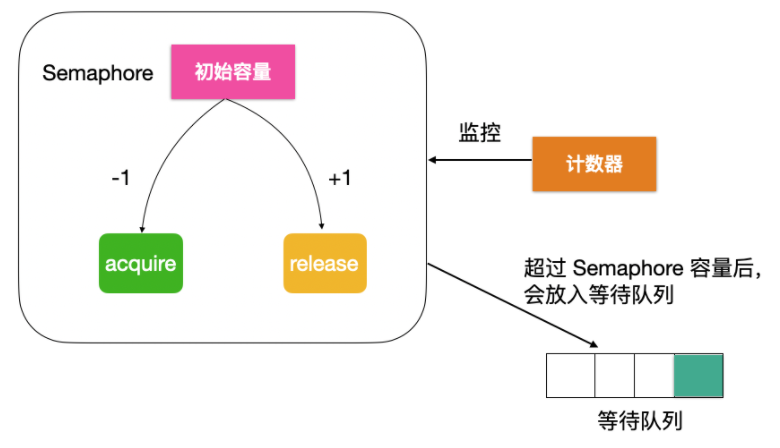 Semaphore
初始容量
监控
计数器
-1
+1
acquire
release
超过 Semaphore 容量后，
会放入等待队列
等待队列